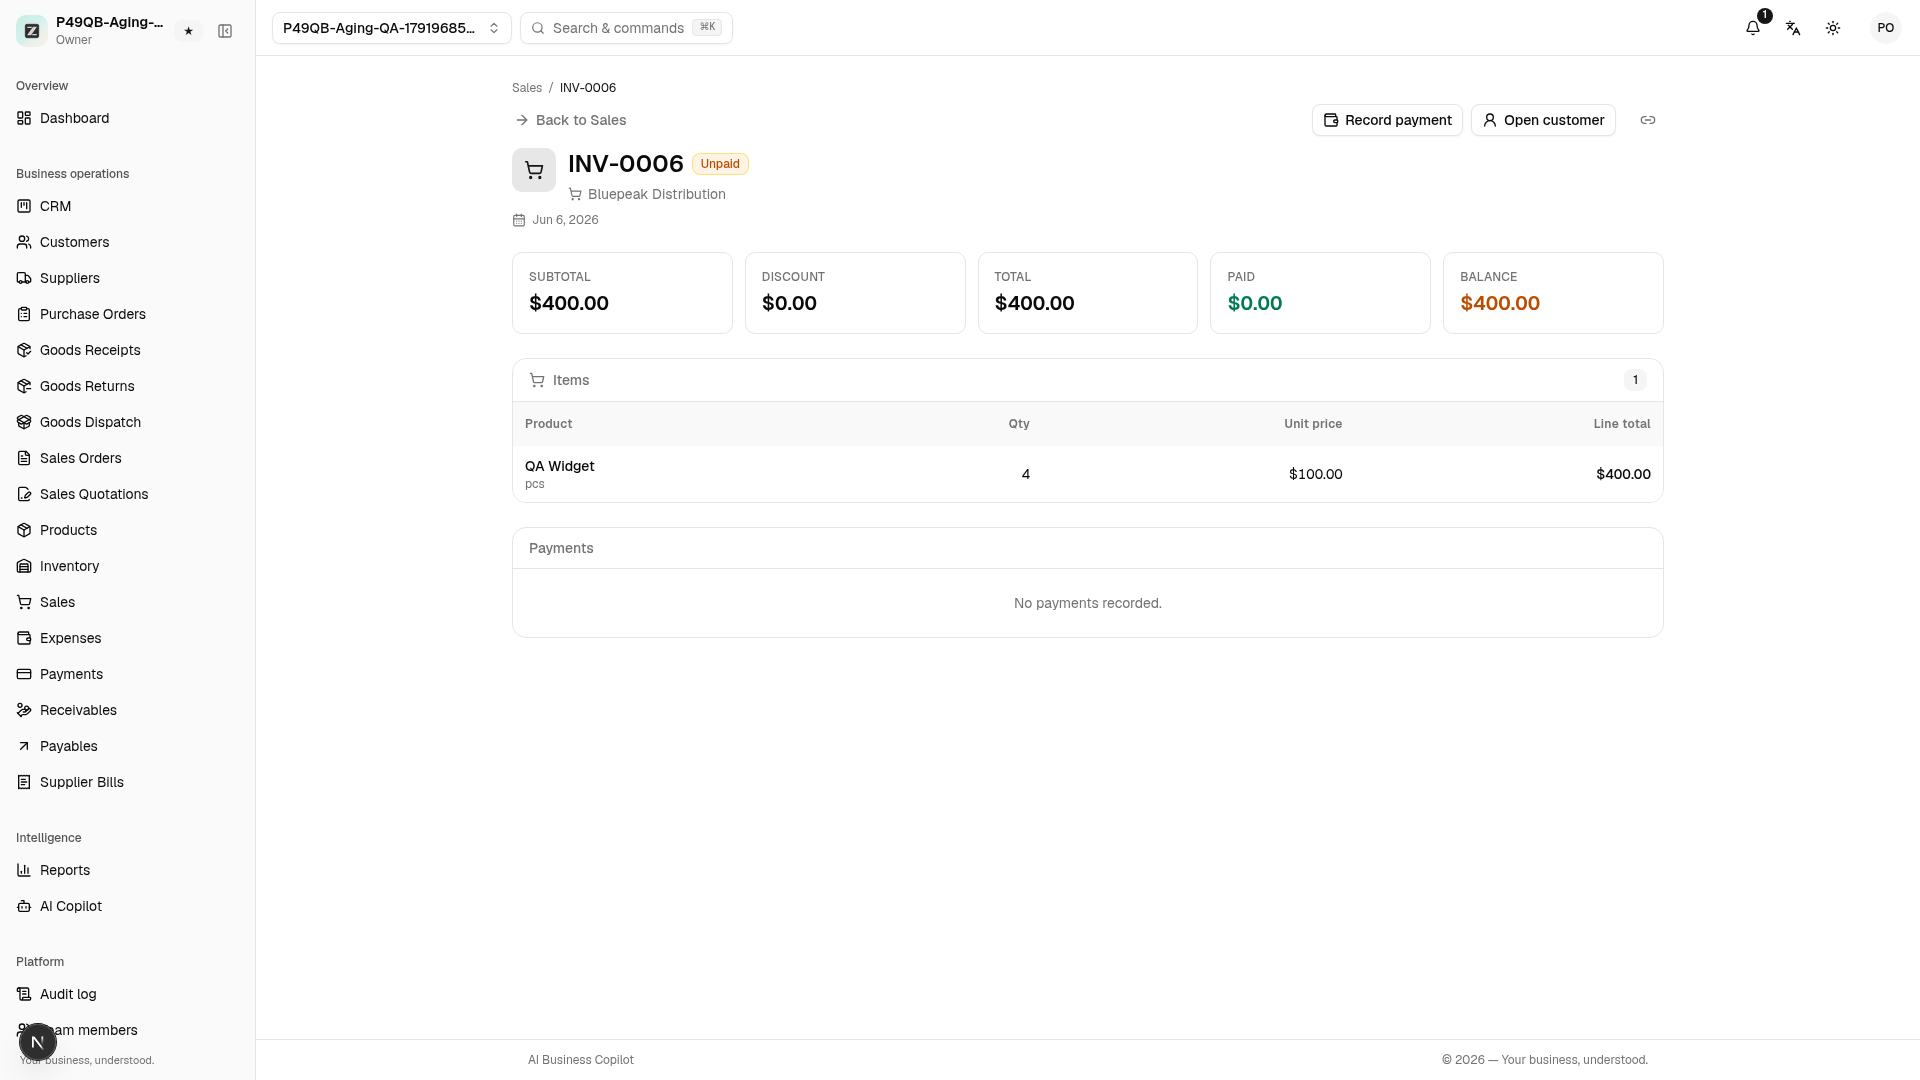 P49QB-Aging-...
Owner
★
P49QB-Aging-QA-17919685...
Search & commands
⌘K
1
PO
Overview
Dashboard
Business operations
CRM
Customers
Suppliers
Purchase Orders
Goods Receipts
Goods Returns
Goods Dispatch
Sales Orders
Sales Quotations
Products
Inventory
Sales
Expenses
Payments
Receivables
Payables
Supplier Bills
Intelligence
Reports
AI Copilot
Platform
Audit log
am members
business, understood.
Sales / INV-0006
Back to Sales
Record payment
Open customer
INV-0006
Unpaid
Bluepeak Distribution
Jun 6, 2026
SUBTOTAL
$400.00
DISCOUNT
$0.00
TOTAL
$400.00
PAID
$0.00
BALANCE
$400.00
Items
1
Product Qty Unit price Line total
QA Widget 4 $100.00 $400.00
pcs
Payments
No payments recorded.
AI Business Copilot
© 2026 — Your business, understood.